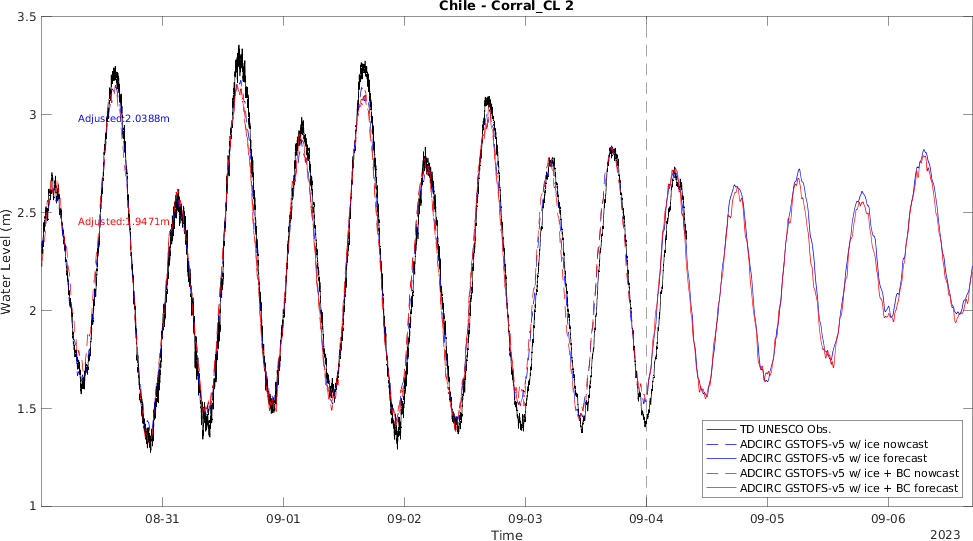 Chile - Corral_CL 2
3.5
3
2.5
2
1.5
1
Water Level (m)
Adjusted:2.0388m
Adjusted:1.9471m
TD UNESCO Obs.
ADCIRC GSTOFS-v5 w/ ice nowcast
ADCIRC GSTOFS-v5 w/ ice forecast
ADCIRC GSTOFS-v5 w/ ice + BC nowcast
ADCIRC GSTOFS-v5 w/ ice + BC forecast
08-31 09-01 09-02 09-03 09-04 09-05 09-06
Time
2023